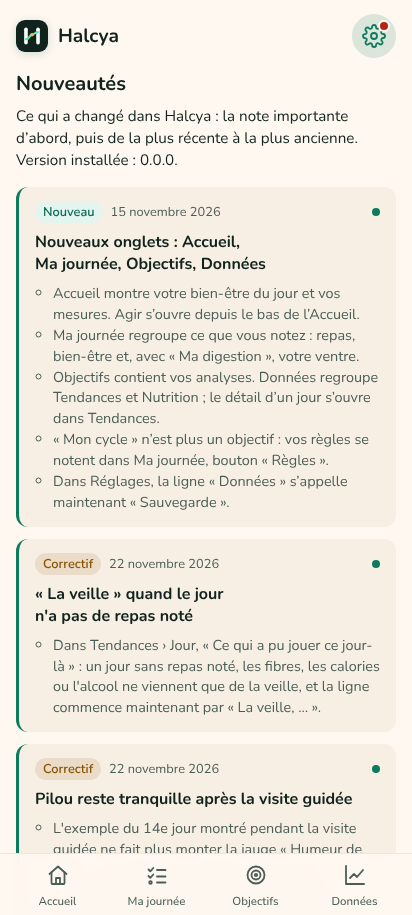 Halcya
Nouveautés
Ce qui a changé dans Halcya : la note importante
d’abord, puis de la plus récente à la plus ancienne.
Version installée : 0.0.0.
Nouveau 15 novembre 2026
Nouveaux onglets : Accueil,
Ma journée, Objectifs, Données
Accueil montre votre bien-être du jour et vos
mesures. Agir s’ouvre depuis le bas de l’Accueil.
Ma journée regroupe ce que vous notez : repas,
bien-être et, avec « Ma digestion », votre ventre.
Objectifs contient vos analyses. Données regroupe
Tendances et Nutrition ; le détail d’un jour s’ouvre
dans Tendances.
« Mon cycle » n’est plus un objectif : vos règles se
notent dans Ma journée, bouton « Règles ».
Dans Réglages, la ligne « Données » s’appelle
maintenant « Sauvegarde ».
Correctif 22 novembre 2026
« La veille » quand le jour
n'a pas de repas noté
Dans Tendances › Jour, « Ce qui a pu jouer ce jour-
là » : un jour sans repas noté, les fibres, les calories
ou l'alcool ne viennent que de la veille, et la ligne
commence maintenant par « La veille, … ».
Correctif 22 novembre 2026
Pilou reste tranquille après la visite guidée
L'exemple du 14e jour montré pendant la visite
guidée ne fait plus monter la jauge « Humeur de
Accueil Ma journée Objectifs Données